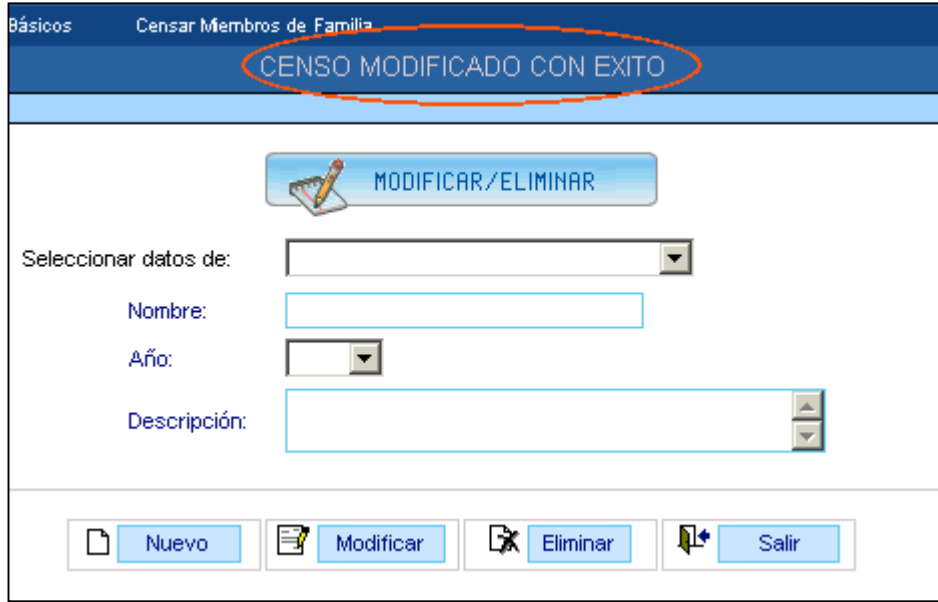 Básicos Censar Miembros de Familia
CENSO MODIFICADO CON EXITO
MODIFICAR/ELIMINAR
Seleccionar datos de:
Nombre:
Año:
Descripción:
Nuevo Modificar Eliminar Salir